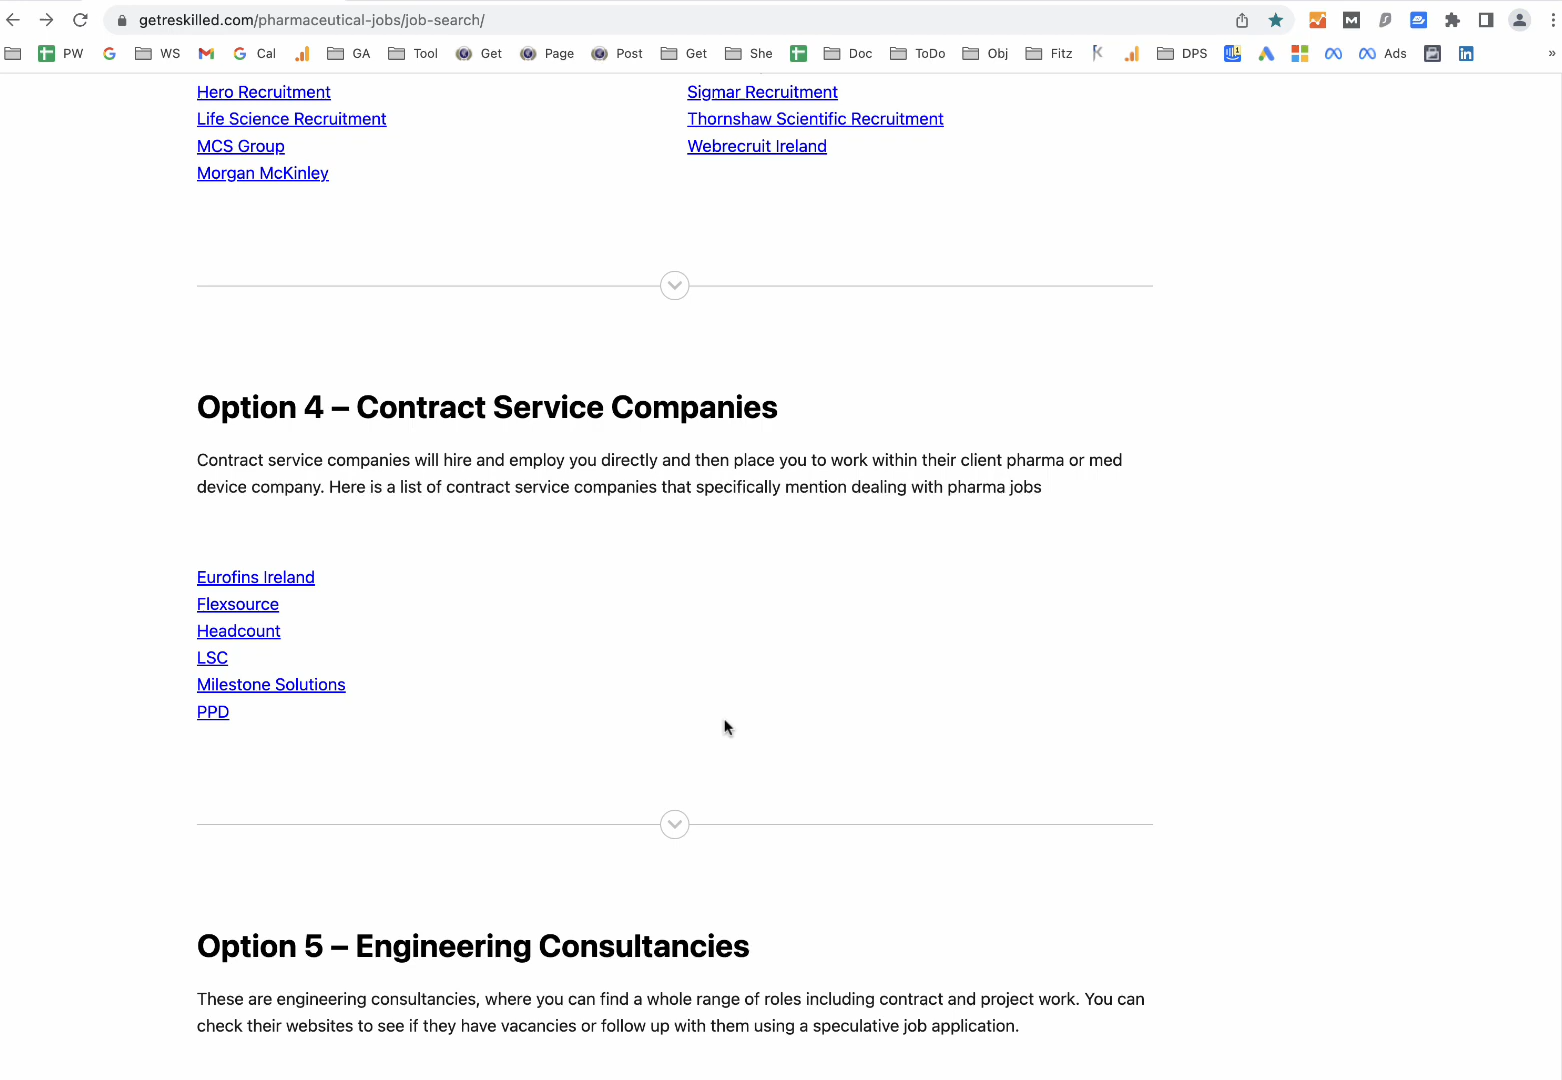 getreskilled.com/pharmaceutical-jobs/job-search/
PW WS Cal GA Tool Get Page Post Get She Doc ToDo Obj Fitz DPS Ads »
Hero Recruitment
Life Science Recruitment
MCS Group
Morgan McKinley
Sigmar Recruitment
Thornshaw Scientific Recruitment
Webrecruit Ireland
Option 4 – Contract Service Companies
Contract service companies will hire and employ you directly and then place you to work within their client pharma or med
device company. Here is a list of contract service companies that specifically mention dealing with pharma jobs
Eurofins Ireland
Flexsource
Headcount
LSC
Milestone Solutions
PPD
Option 5 – Engineering Consultancies
These are engineering consultancies, where you can find a whole range of roles including contract and project work. You can
check their websites to see if they have vacancies or follow up with them using a speculative job application.